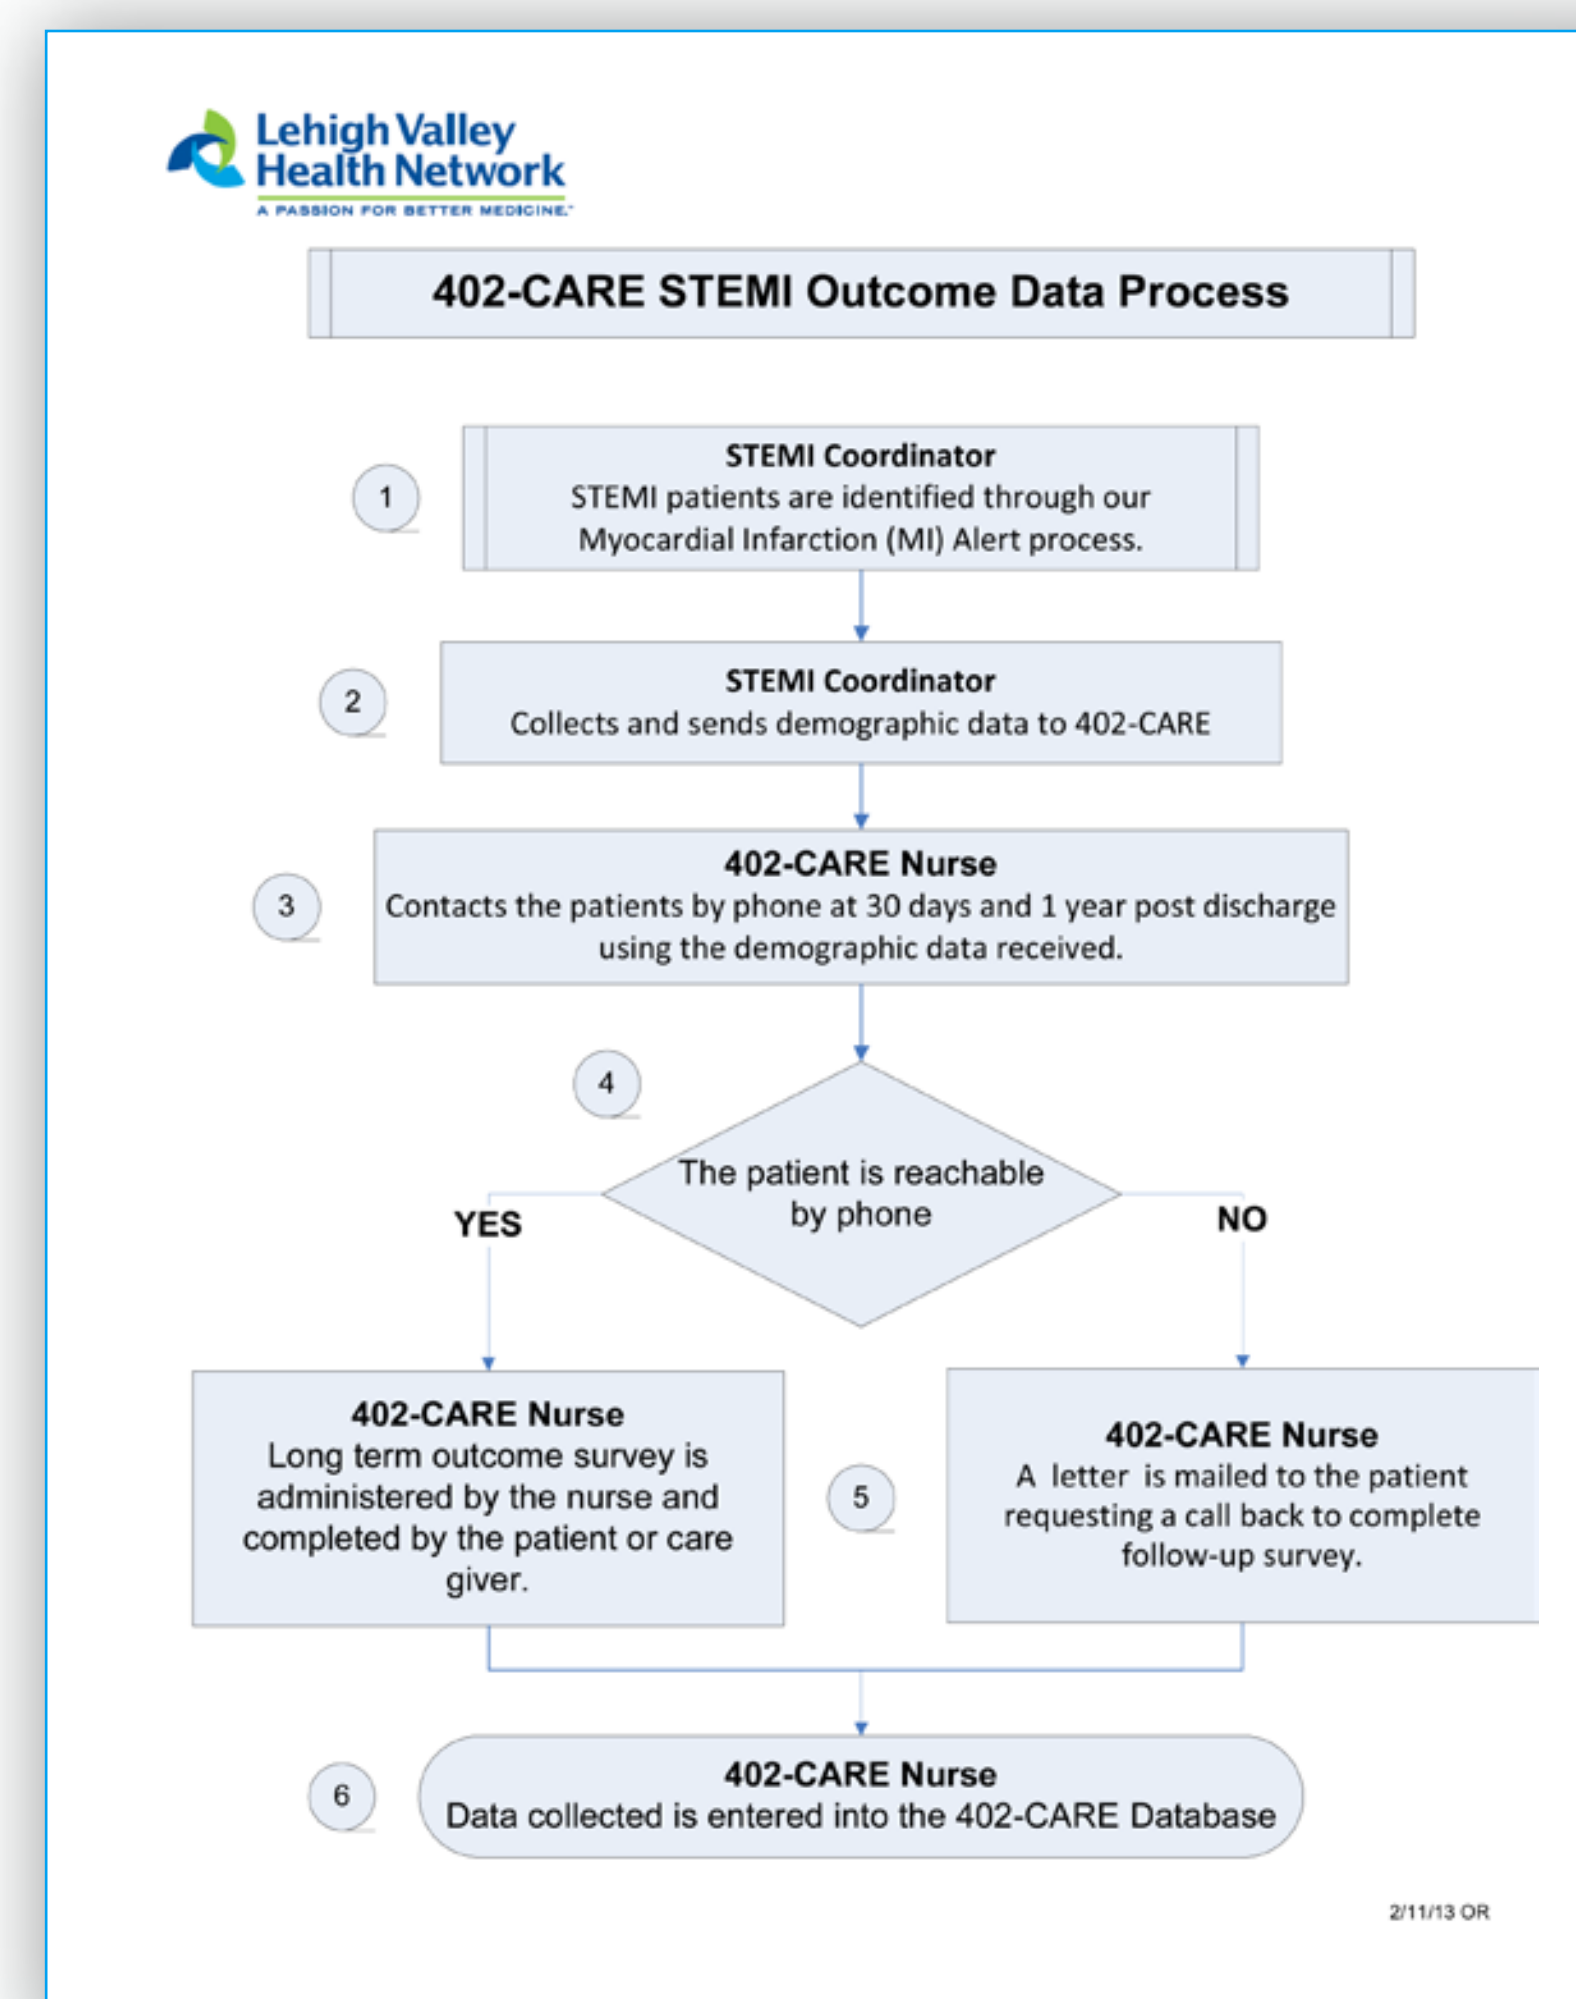 Lehigh Valley
Health Network
A PASSION FOR BETTER MEDICINE.™
402-CARE STEMI Outcome Data Process
1
STEMI Coordinator
STEMI patients are identified through our
Myocardial Infarction (MI) Alert process.
2
STEMI Coordinator
Collects and sends demographic data to 402-CARE
3
402-CARE Nurse
Contacts the patients by phone at 30 days and 1 year post discharge
using the demographic data received.
4
The patient is reachable
by phone
YES
NO
402-CARE Nurse
Long term outcome survey is
administered by the nurse and
completed by the patient or care
giver.
5
402-CARE Nurse
A letter is mailed to the patient
requesting a call back to complete
follow-up survey.
6
402-CARE Nurse
Data collected is entered into the 402-CARE Database
2/11/13 OR